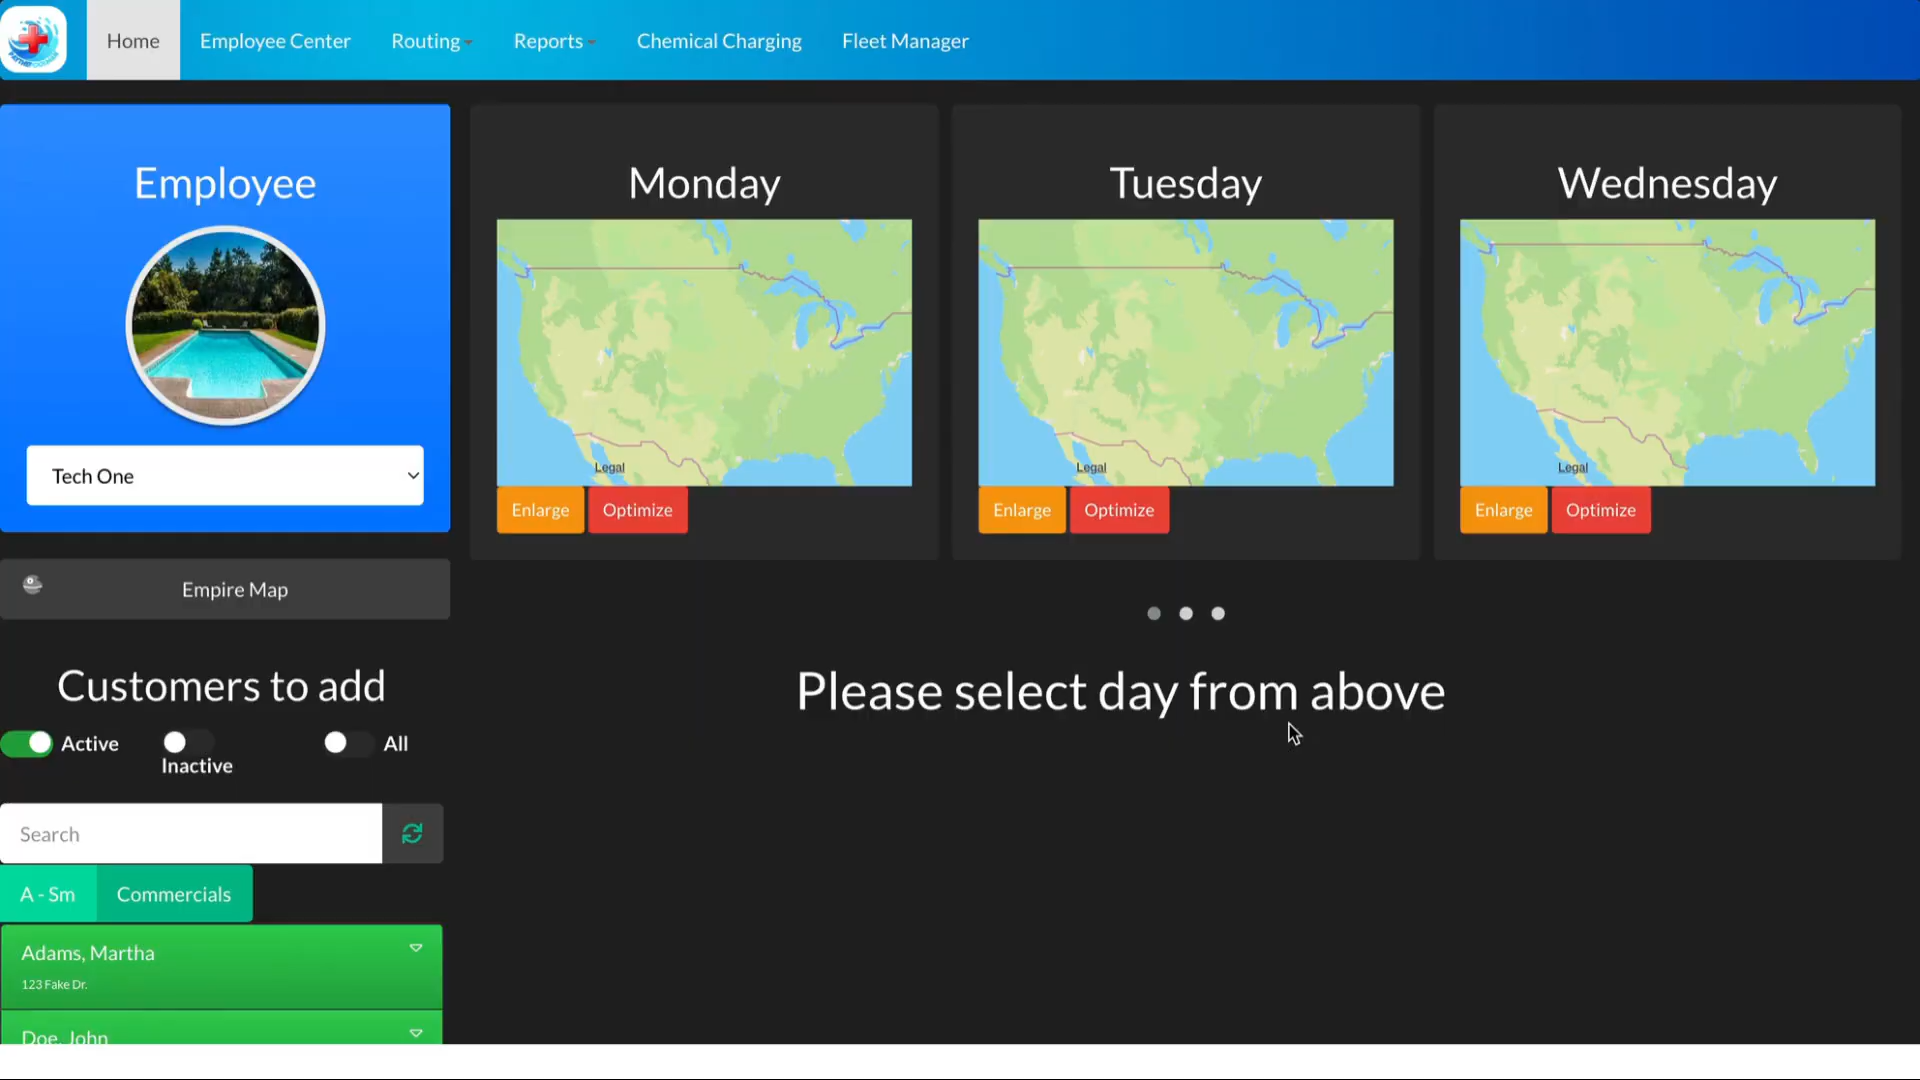 Home
Employee Center
Routing
Reports
Chemical Charging
Fleet Manager
Employee
Tech One
Monday
Legal
Enlarge
Optimize
Tuesday
Legal
Enlarge
Optimize
Wednesday
Legal
Enlarge
Optimize
Empire Map
Customers to add
Active
Inactive
All
Search
A - Sm
Commercials
Adams, Martha
123 Fake Dr.
Doe, John
Please select day from above